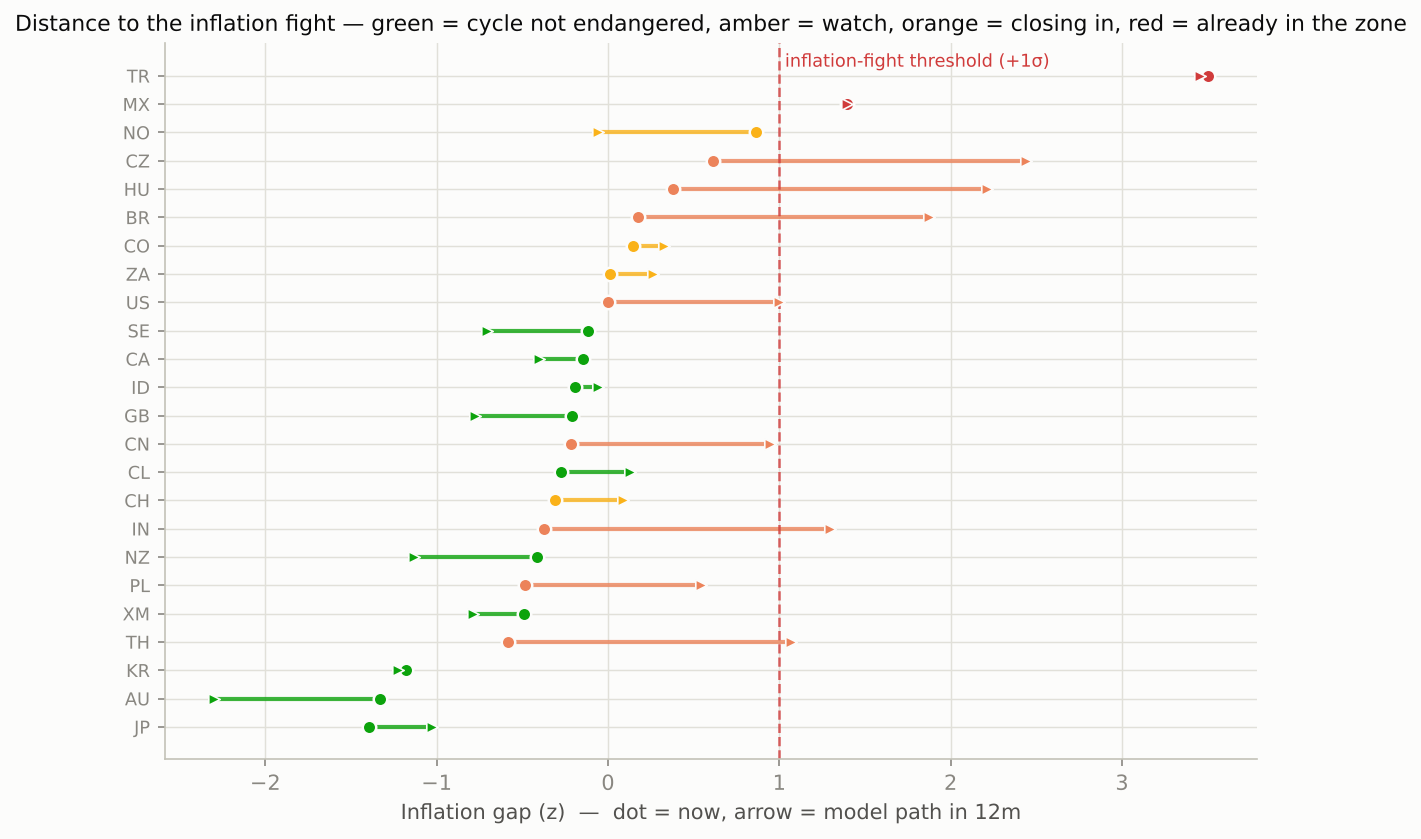 Distance to the inflation fight — green = cycle not endangered, amber = watch, orange = closing in, red = already in the zone
inflation-fight threshold (+1σ)
TR
MX
NO
CZ
HU
BR
CO
ZA
US
SE
CA
ID
GB
CN
CL
CH
IN
NZ
PL
XM
TH
KR
AU
JP
−2 −1 0 1 2 3
Inflation gap (z) — dot = now, arrow = model path in 12m